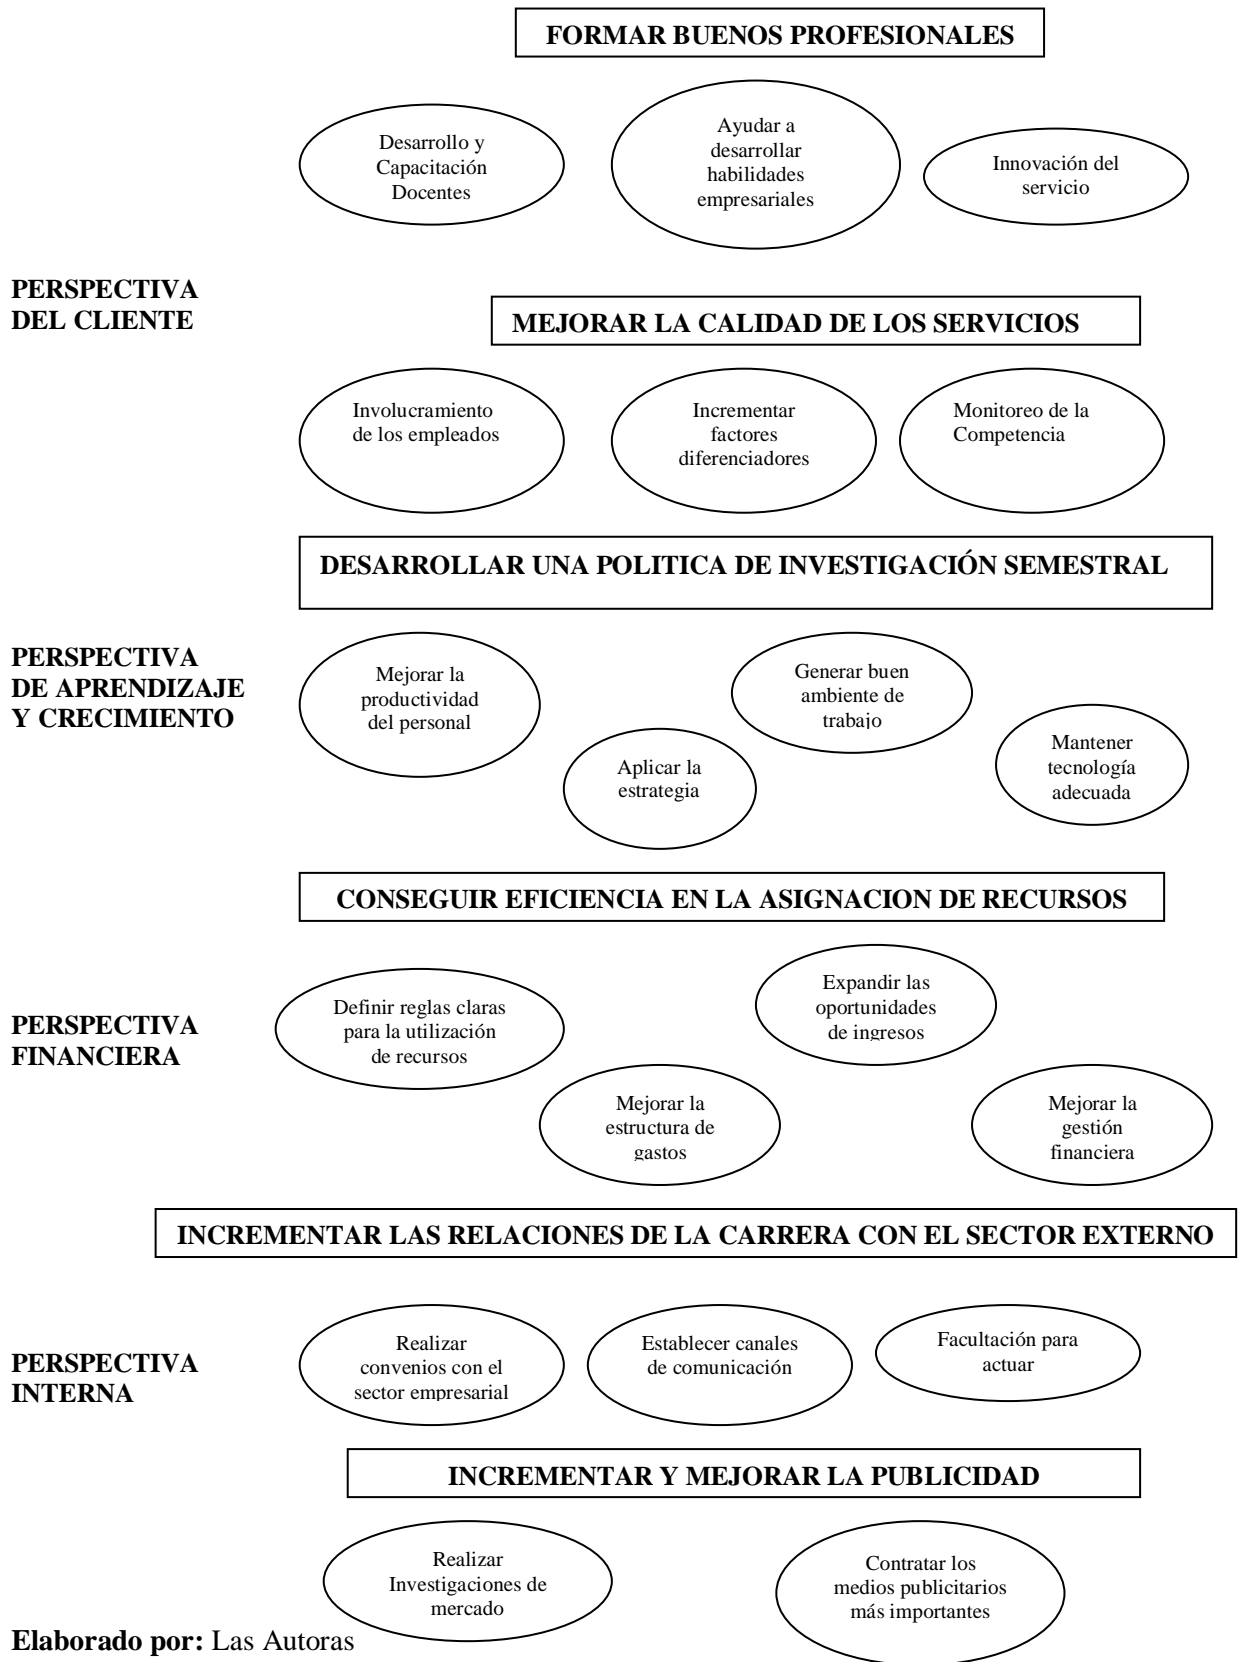 FORMAR BUENOS PROFESIONALES
Desarrollo y
Capacitación
Docentes
Ayudar a
desarrollar
habilidades
empresariales
Innovación del
servicio
PERSPECTIVA
DEL CLIENTE
MEJORAR LA CALIDAD DE LOS SERVICIOS
Involucramiento
de los empleados
Incrementar
factores
diferenciadores
Monitoreo de la
Competencia
DESARROLLAR UNA POLITICA DE INVESTIGACIÓN SEMESTRAL
PERSPECTIVA
DE APRENDIZAJE
Y CRECIMIENTO
Mejorar la
productividad
del personal
Aplicar la
estrategia
Generar buen
ambiente de
trabajo
Mantener
tecnología
adecuada
CONSEGUIR EFICIENCIA EN LA ASIGNACION DE RECURSOS
PERSPECTIVA
FINANCIERA
Definir reglas claras
para la utilización
de recursos
Mejorar la
estructura de
gastos
Expandir las
oportunidades
de ingresos
Mejorar la
gestión
financiera
INCREMENTAR LAS RELACIONES DE LA CARRERA CON EL SECTOR EXTERNO
PERSPECTIVA
INTERNA
Realizar
convenios con el
sector empresarial
Establecer canales
de comunicación
Facultación para
actuar
INCREMENTAR Y MEJORAR LA PUBLICIDAD
Realizar
Investigaciones de
mercado
Contratar los
medios publicitarios
más importantes
Elaborado por: Las Autoras